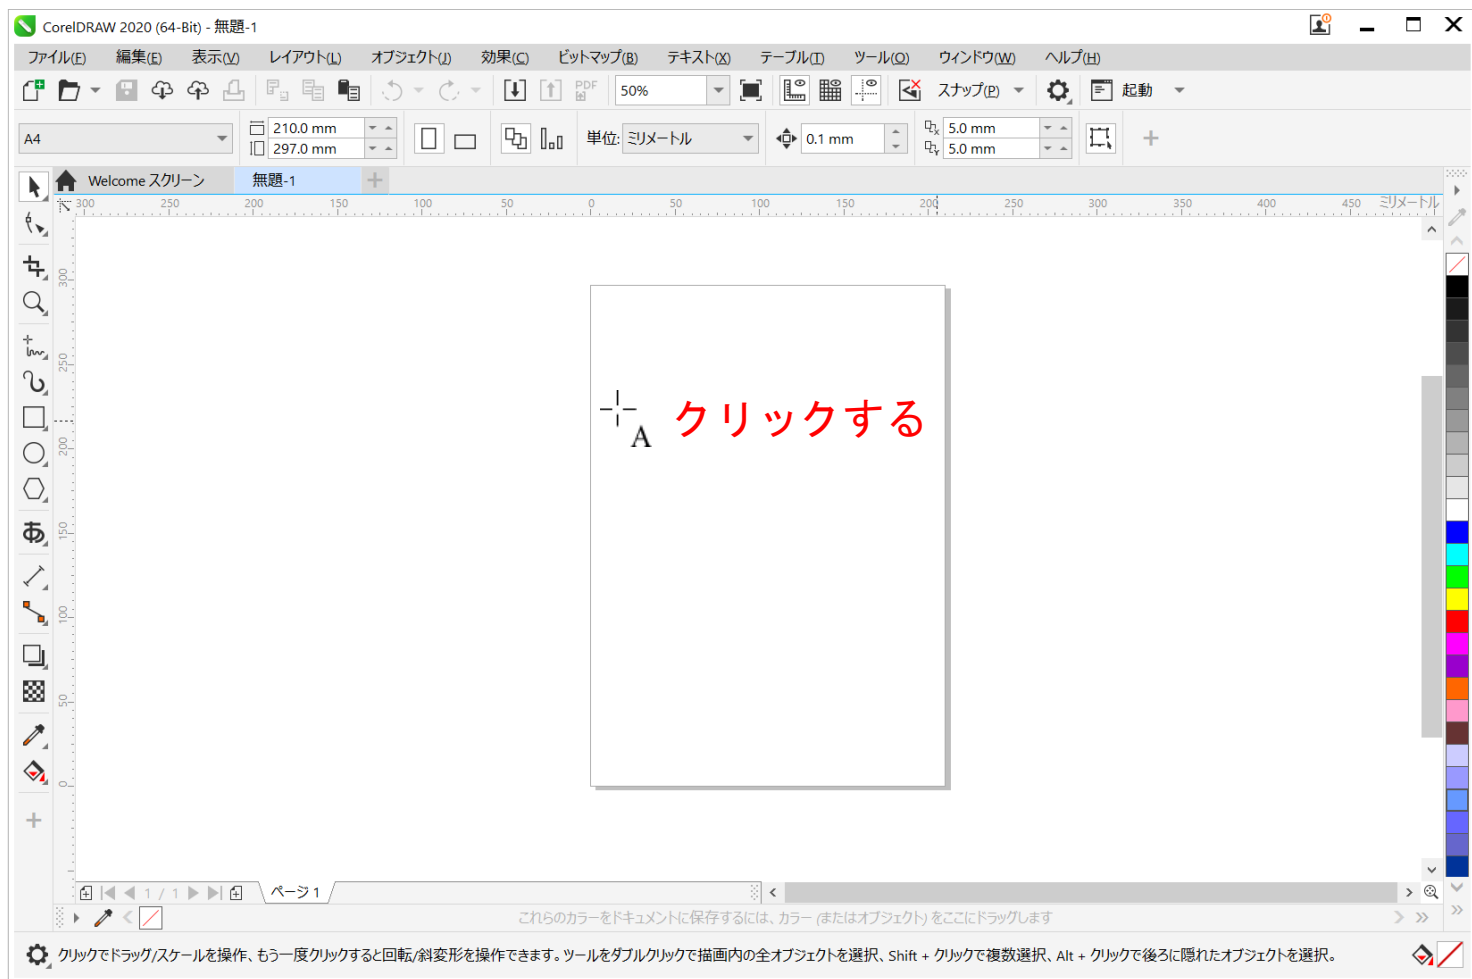 CorelDRAW 2020 (64-Bit) - 無題-1
ファイル(F) 編集(E) 表示(V) レイアウト(L) オブジェクト(J) 効果(C) ビットマップ(B) テキスト(X) テーブル(T) ツール(O) ウィンドウ(W) ヘルプ(H)
PDF 50% スナップ(P) 起動
A4 210.0 mm 297.0 mm 単位: ミリメートル 0.1 mm 5.0 mm 5.0 mm
Welcome スクリーン 無題-1
300 250 200 150 100 50 0 50 100 150 200 250 300 350 400 450 ミリメートル
300
250
200
150
100
50
0
A クリックする
あ
1 / 1 ページ 1
これらのカラーをドキュメントに保存するには、カラー (またはオブジェクト) をここにドラッグします
クリックでドラッグ/スケールを操作、もう一度クリックすると回転/斜変形を操作できます。ツールをダブルクリックで描画内の全オブジェクトを選択、Shift + クリックで複数選択、Alt + クリックで後ろに隠れたオブジェクトを選択。